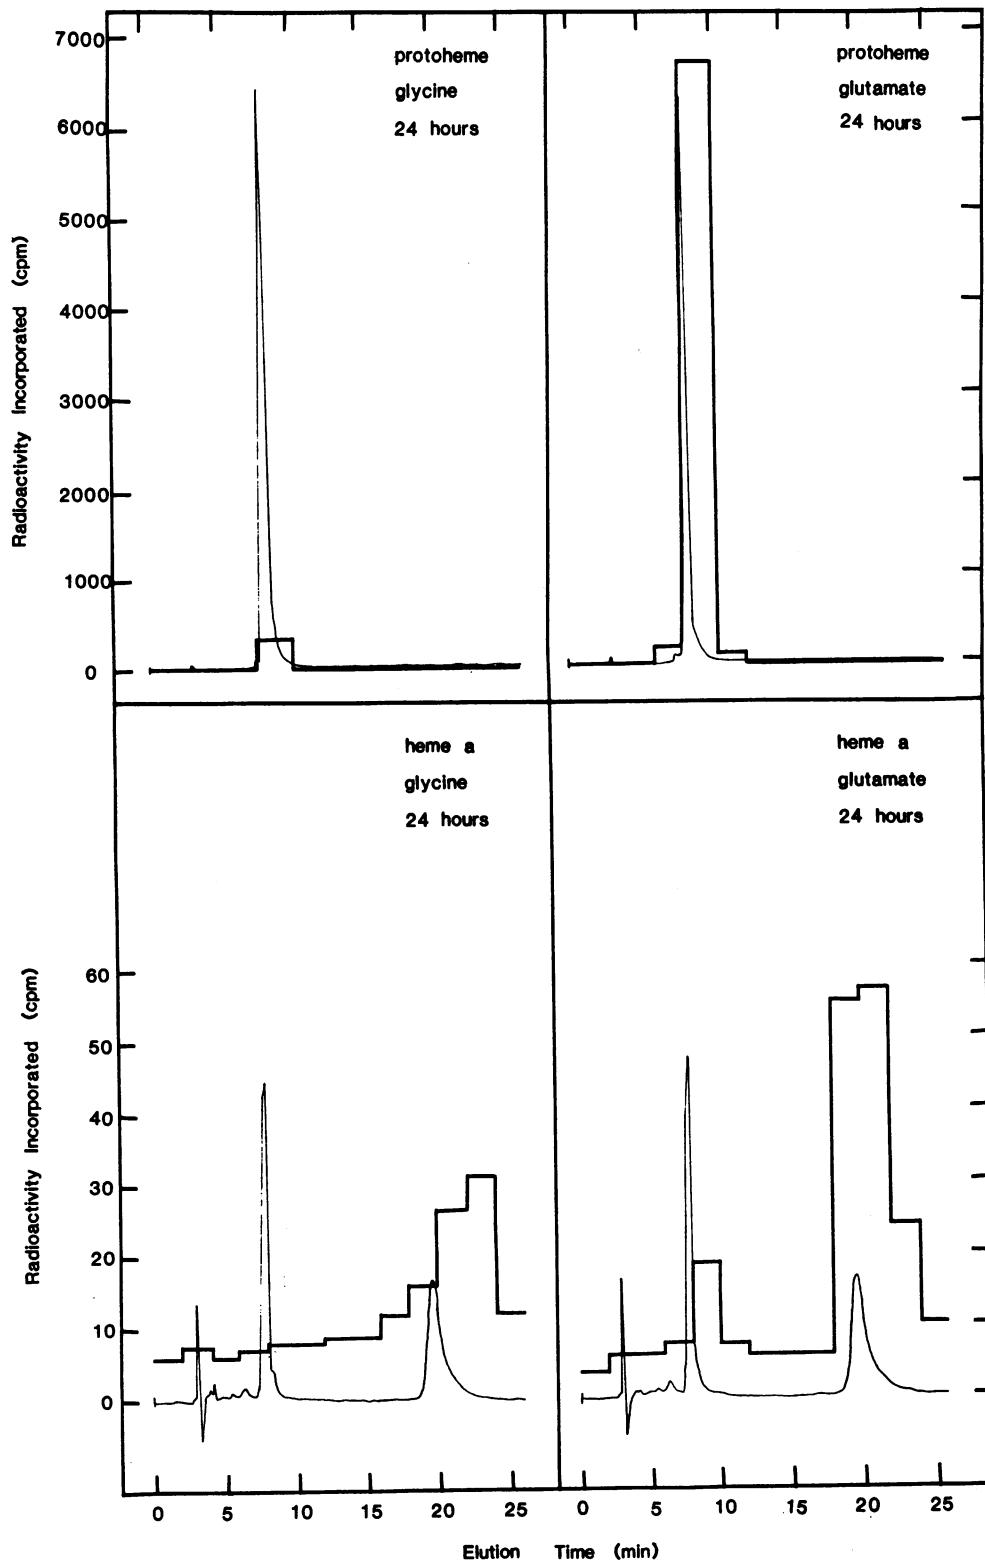 protoheme
glycine
24 hours
protoheme
glutamate
24 hours
Radioactivity Incorporated (cpm)
7000
6000
5000
4000
3000
2000
1000
0
heme a
glycine
24 hours
heme a
glutamate
24 hours
Radioactivity Incorporated (cpm)
60
50
40
30
20
10
0
0 5 10 15 20 25
0 5 10 15 20 25
Elution Time (min)